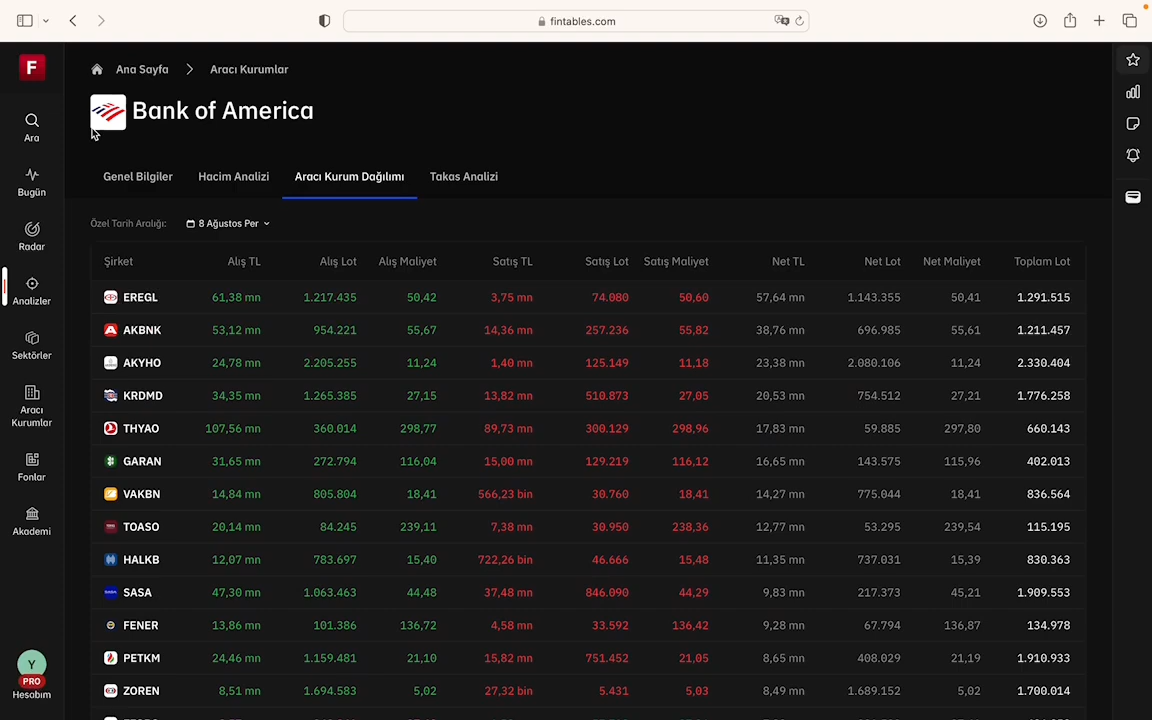 fintables.com
F
Ana Sayfa > Aracı Kurumlar
Bank of America
Ara
Bugün
Radar
Analizler
Sektörler
Aracı
Kurumlar
Fonlar
Akademi
Y
PRO
Hesobım
Genel Bilgiler Hacim Analizi Aracı Kurum Dağılımı Takas Analizi
Özel Tarih Aralığı: 8 Ağustos Per
Şirket Alış TL Alış Lot Alış Maliyet Satış TL Satış Lot Satış Maliyet Net TL Net Lot Net Maliyet Toplam Lot
EREGL 61,38 mn 1.217.435 50,42 3,75 mn 74.080 50,60 57,64 mn 1.143.355 50,41 1.291.515
AKBNK 53,12 mn 954.221 55,67 14,36 mn 257.236 55,82 38,76 mn 696.985 55,61 1.211.457
AKYHO 24,78 mn 2.205.255 11,24 1,40 mn 125.149 11,18 23,38 mn 2.080.106 11,24 2.330.404
KRDMD 34,35 mn 1.265.385 27,15 13,82 mn 510.873 27,05 20,53 mn 754.512 27,21 1.776.258
THYAO 107,56 mn 360.014 298,77 89,73 mn 300.129 298,96 17,83 mn 59.885 297,80 660.143
GARAN 31,65 mn 272.794 116,04 15,00 mn 129.219 116,12 16,65 mn 143.575 115,96 402.013
VAKBN 14,84 mn 805.804 18,41 566,23 bin 30.760 18,41 14,27 mn 775.044 18,41 836.564
TOASO 20,14 mn 84.245 239,11 7,38 mn 30.950 238,36 12,77 mn 53.295 239,54 115.195
HALKB 12,07 mn 783.697 15,40 722,26 bin 46.666 15,48 11,35 mn 737.031 15,39 830.363
SASA 47,30 mn 1.063.463 44,48 37,48 mn 846.090 44,29 9,83 mn 217.373 45,21 1.909.553
FENER 13,86 mn 101.386 136,72 4,58 mn 33.592 136,42 9,28 mn 67.794 136,87 134.978
PETKM 24,46 mn 1.159.481 21,10 15,82 mn 751.452 21,05 8,65 mn 408.029 21,19 1.910.933
ZOREN 8,51 mn 1.694.583 5,02 27,32 bin 5.431 5,03 8,49 mn 1.689.152 5,02 1.700.014